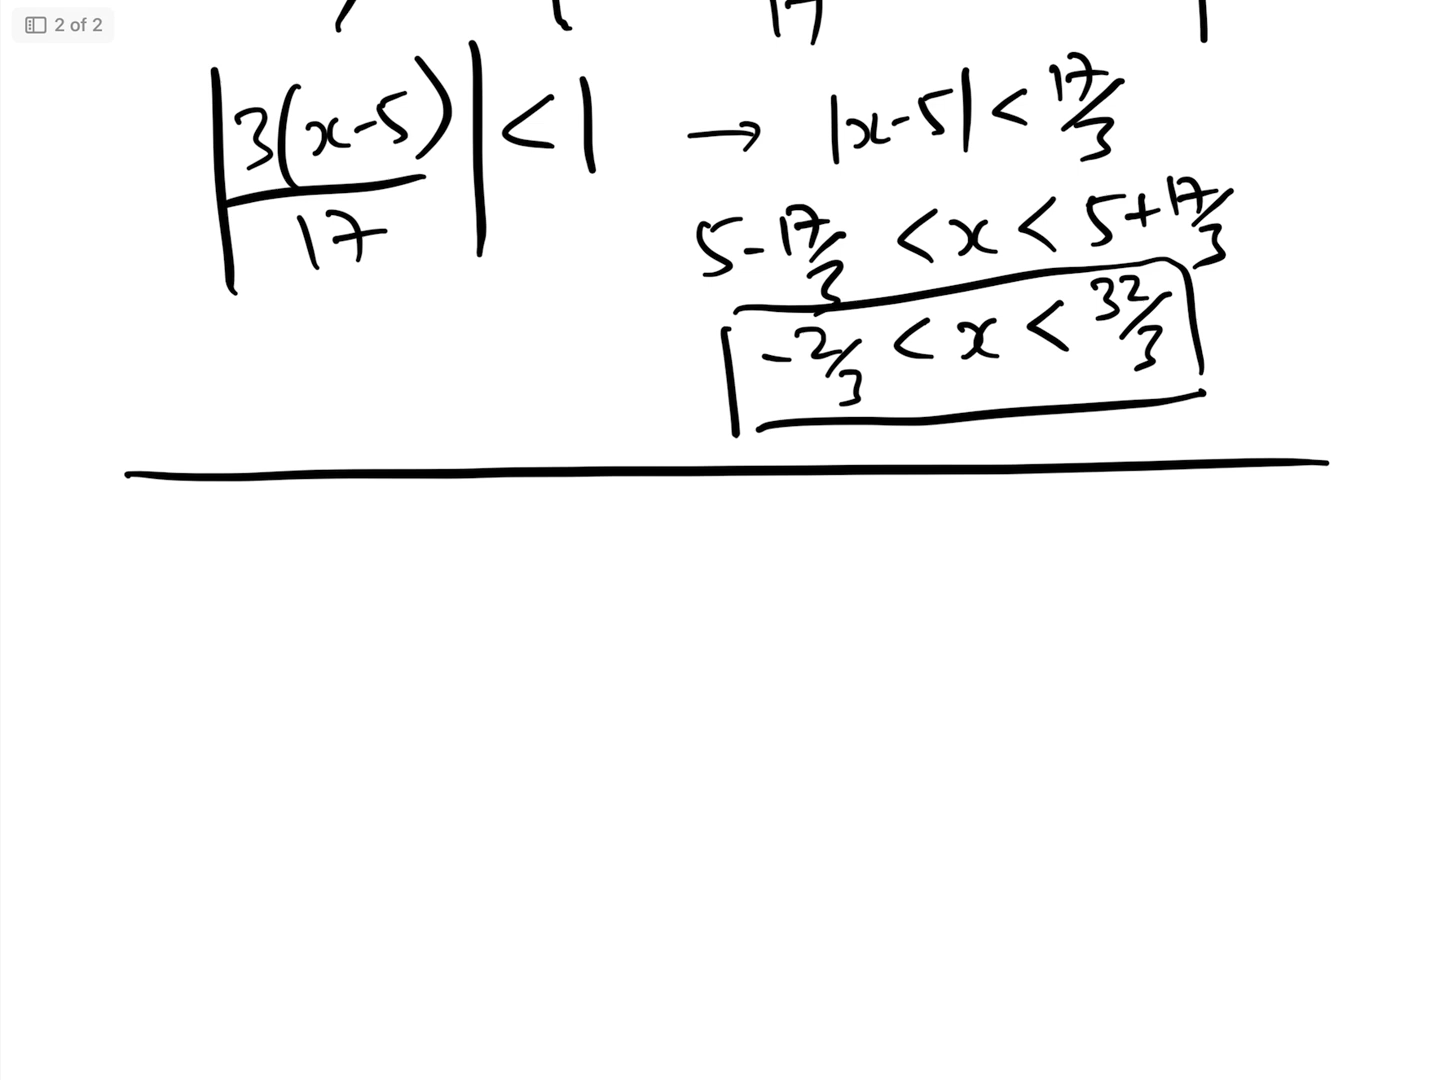 2 of 2
17
|3(x-5)/17| < 1 → |x-5| < 17/3
5 - 17/3 < x < 5 + 17/3
-2/3 < x < 32/3